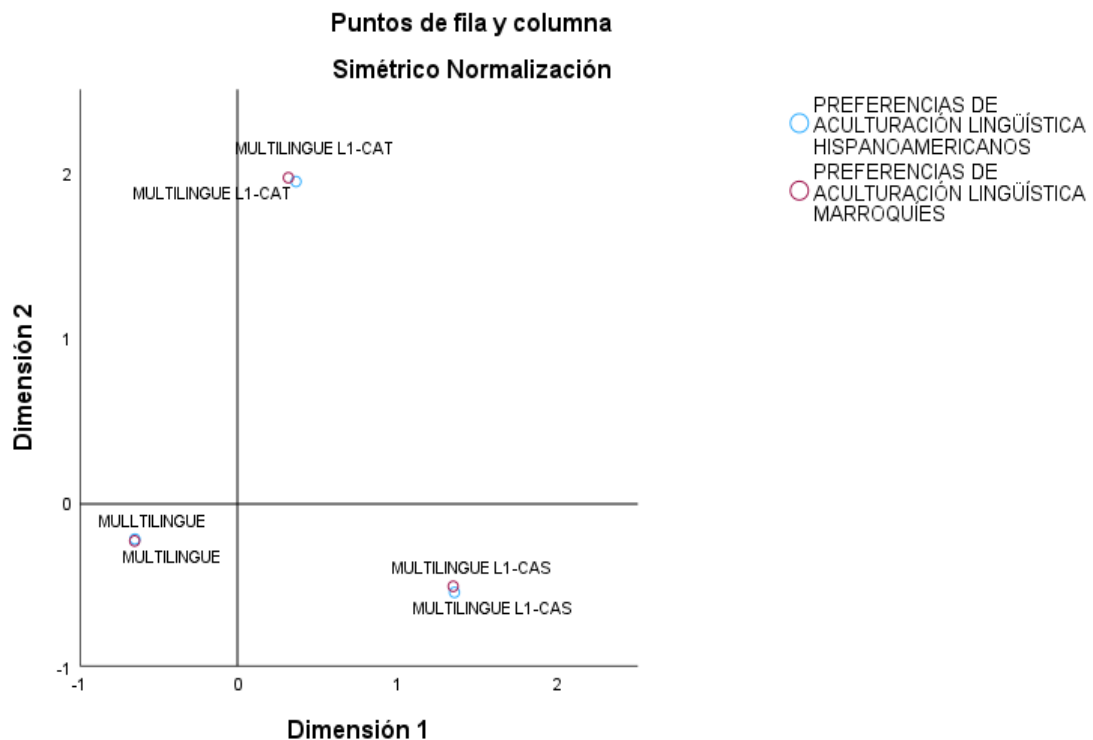 Puntos de fila y columna
Simétrico Normalización
PREFERENCIAS DE
ACULTURACIÓN LINGÜÍSTICA
HISPANOAMERICANOS
PREFERENCIAS DE
ACULTURACIÓN LINGÜÍSTICA
MARROQUÍES
MULTILINGUE L1-CAT
MULTILINGUE L1-CAT
MULLTILINGUE
MULTILINGUE
MULTILINGUE L1-CAS
MULTILINGUE L1-CAS
Dimensión 2
2
1
0
-1
-1
0
1
2
Dimensión 1